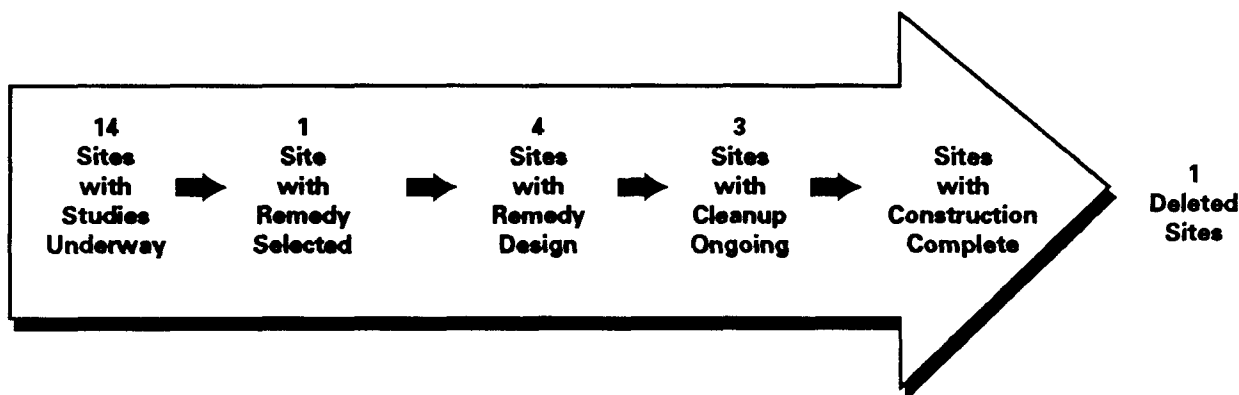 14
Sites
with
Studies
Underway
1
Site
with
Remedy
Selected
4
Sites
with
Remedy
Design
3
Sites
with
Cleanup
Ongoing
Sites
with
Construction
Complete
1
Deleted
Sites